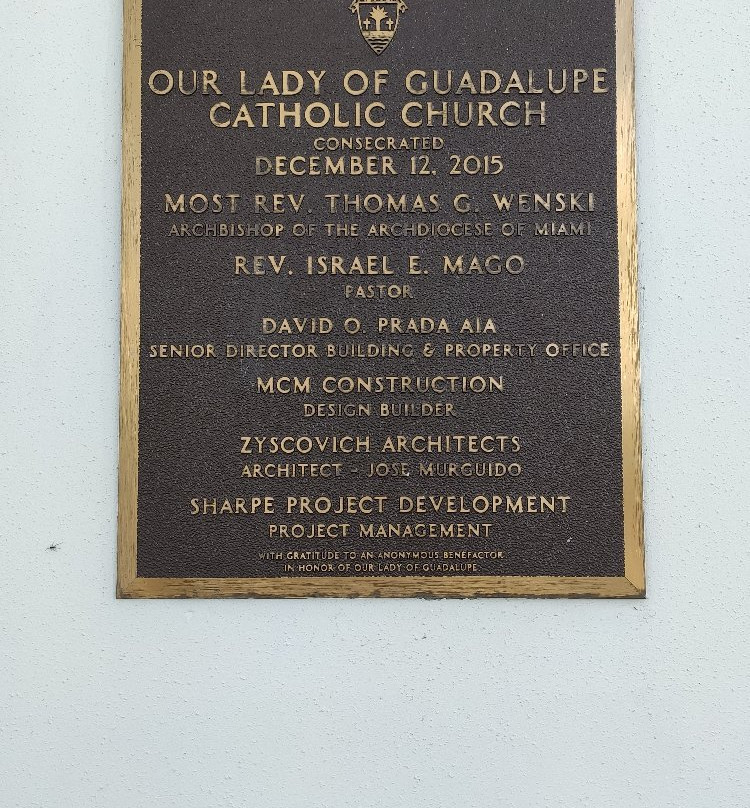 OUR LADY OF GUADALUPE
CATHOLIC CHURCH
CONSECRATED
DECEMBER 12, 2015
MOST REV. THOMAS G. WENSKI
ARCHBISHOP OF THE ARCHDIOCESE OF MIAMI
REV. ISRAEL E. MAGO
PASTOR
DAVID O. PRADA AIA
SENIOR DIRECTOR BUILDING & PROPERTY OFFICE
MCM CONSTRUCTION
DESIGN BUILDER
ZYSCOVICH ARCHITECTS
ARCHITECT - JOSE MURGUIDO
SHARPE PROJECT DEVELOPMENT
PROJECT MANAGEMENT
WITH GRATITUDE TO AN ANONYMOUS BENEFACTOR
IN HONOR OF OUR LADY OF GUADALUPE